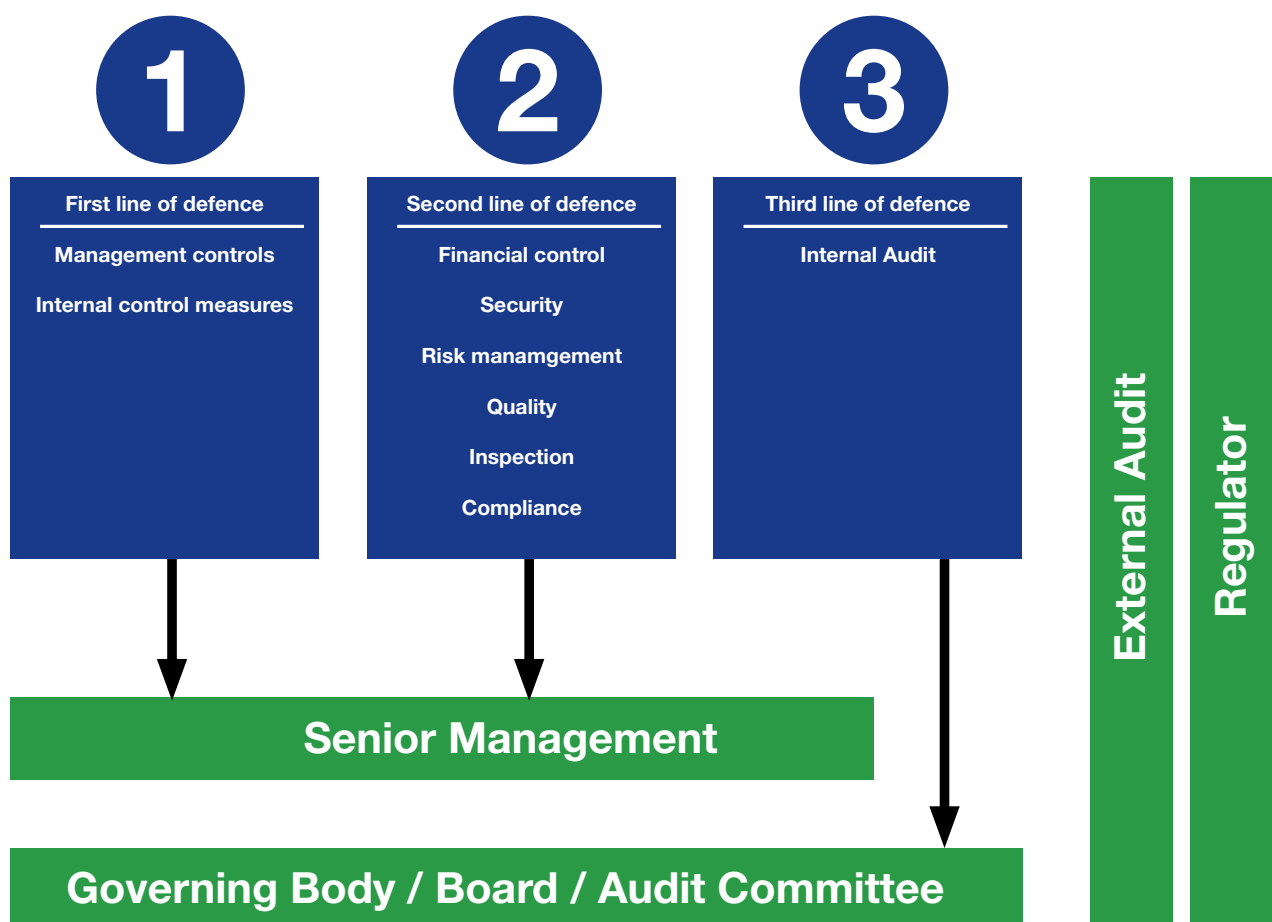 1
2
3
First line of defence
Management controls
Internal control measures
Second line of defence
Financial control
Security
Risk manamgement
Quality
Inspection
Compliance
Third line of defence
Internal Audit
External Audit
Regulator
Senior Management
Governing Body / Board / Audit Committee